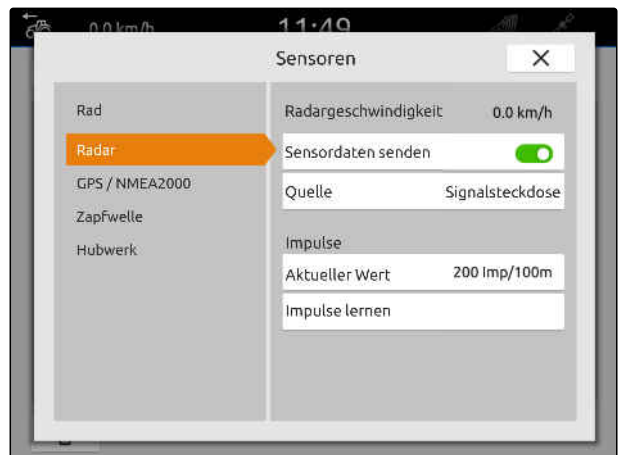 0.0 km/h
11:49
Sensoren
Rad
Radar
GPS / NMEA2000
Zapfwelle
Hubwerk
Radargeschwindigkeit 0.0 km/h
Sensordaten senden
Quelle Signalsteckdose
Impulse
Aktueller Wert 200 Imp/100m
Impulse lernen